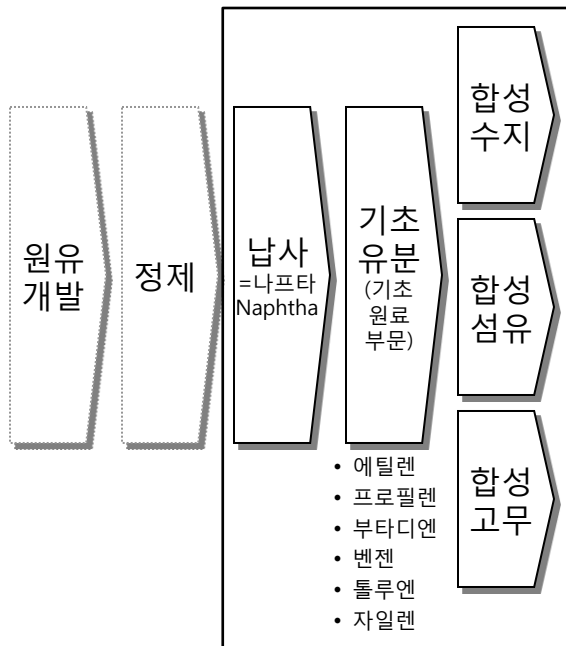 원유
개발
정제
납사
=나프타
Naphtha
기초
유분
(기초
원료
부문)
• 에틸렌
• 프로필렌
• 부타디엔
• 벤젠
• 톨루엔
• 자일렌
합성
수지
합성
섬유
합성
고무